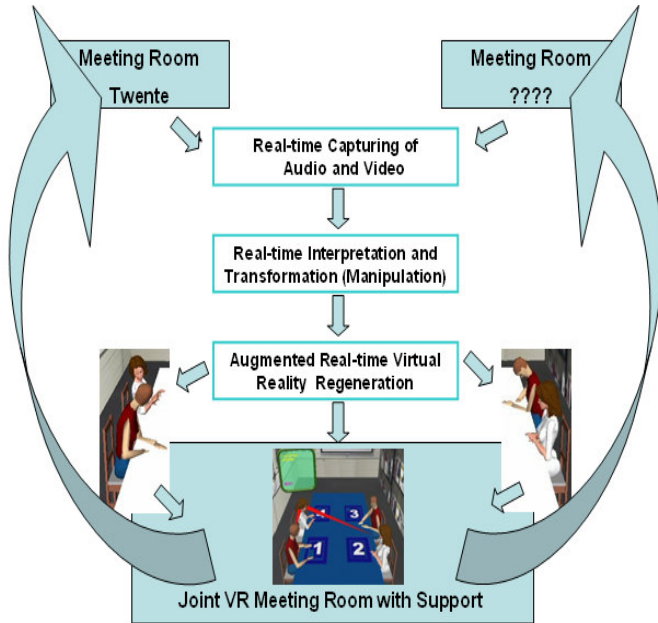 Meeting Room
Twente
Meeting Room
????
Real-time Capturing of
Audio and Video
Real-time Interpretation and
Transformation (Manipulation)
Augmented Real-time Virtual
Reality Regeneration
3
1
2
Joint VR Meeting Room with Support